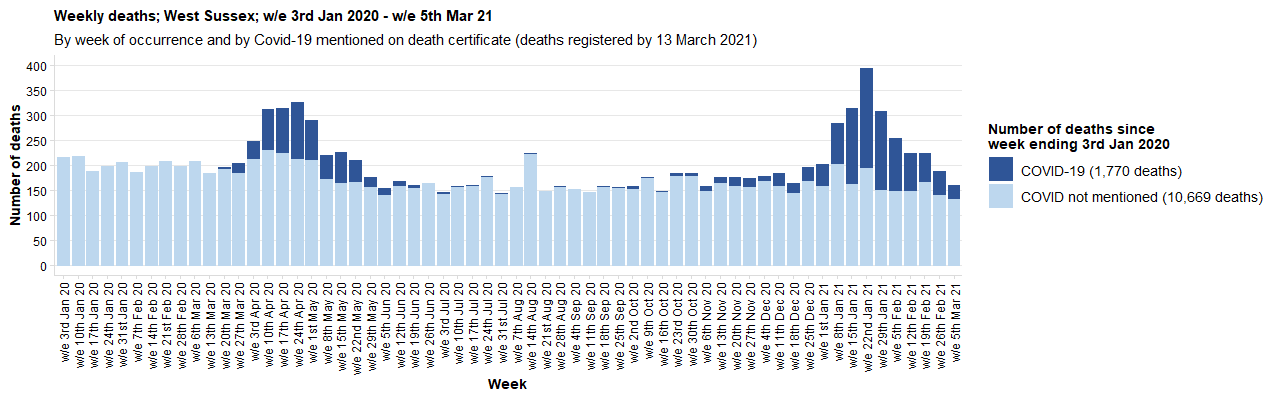 Weekly deaths; West Sussex; w/e 3rd Jan 2020 - w/e 5th Mar 21
By week of occurrence and by Covid-19 mentioned on death certificate (deaths registered by 13 March 2021)
Number of deaths
400
350
300
250
200
150
100
50
0
w/e 3rd Jan 20
w/e 10th Jan 20
w/e 17th Jan 20
w/e 24th Jan 20
w/e 31st Jan 20
w/e 7th Feb 20
w/e 14th Feb 20
w/e 21st Feb 20
w/e 28th Feb 20
w/e 6th Mar 20
w/e 13th Mar 20
w/e 20th Mar 20
w/e 27th Mar 20
w/e 3rd Apr 20
w/e 10th Apr 20
w/e 17th Apr 20
w/e 24th Apr 20
w/e 1st May 20
w/e 8th May 20
w/e 15th May 20
w/e 22nd May 20
w/e 29th May 20
w/e 5th Jun 20
w/e 12th Jun 20
w/e 19th Jun 20
w/e 26th Jun 20
w/e 3rd Jul 20
w/e 10th Jul 20
w/e 17th Jul 20
w/e 24th Jul 20
w/e 31st Jul 20
w/e 7th Aug 20
w/e 14th Aug 20
w/e 21st Aug 20
w/e 28th Aug 20
w/e 4th Sep 20
w/e 11th Sep 20
w/e 18th Sep 20
w/e 25th Sep 20
w/e 2nd Oct 20
w/e 9th Oct 20
w/e 16th Oct 20
w/e 23rd Oct 20
w/e 30th Oct 20
w/e 6th Nov 20
w/e 13th Nov 20
w/e 20th Nov 20
w/e 27th Nov 20
w/e 4th Dec 20
w/e 11th Dec 20
w/e 18th Dec 20
w/e 25th Dec 20
w/e 1st Jan 21
w/e 8th Jan 21
w/e 15th Jan 21
w/e 22nd Jan 21
w/e 29th Jan 21
w/e 5th Feb 21
w/e 12th Feb 21
w/e 19th Feb 21
w/e 26th Feb 21
w/e 5th Mar 21
Week
Number of deaths since
week ending 3rd Jan 2020
COVID-19 (1,770 deaths)
COVID not mentioned (10,669 deaths)